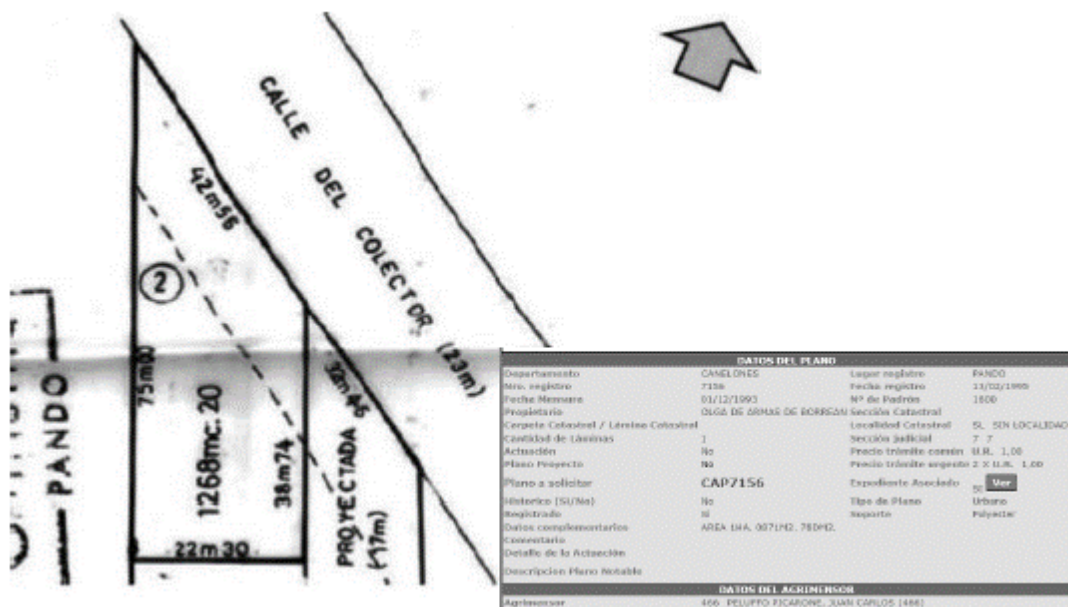 CALLE DEL COLECTOR (23m)
42m56
2
75m00
1268mc.20
38m74
32m46
22m30
PROYECTADA
(17m)
PANDO
DATOS DEL PLANO
Departamento CANELONES Lugar registro PANDO
Nro. registro 7156 Fecha registro 13/02/1995
Fecha Mensura 01/12/1993 Nº de Padrón 1800
Propietario OLGA DE ARMAS DE BORREAN Sección Catastral
Carpeta Catastral / Lámina Catastral Localidad Catastral SL SIN LOCALIDAD
Cantidad de Láminas 1 Sección Judicial 7 7
Actuación No Precio trámite común U.R. 1,00
Plano Proyecto No Precio trámite urgente 2 X U.R. 1,00
Plano a solicitar CAP7156 Expediente Asociado Ver
Historico (SI/No) No Tipo de Plano Urbano
Registrado SI Soporte Polyester
Datos complementarios
Comentario
Detalle de la Actuación
Descripcion Plano Notable
DATOS DEL AGRIMENSOR
Agrimensor 466 PELUFFO PICARONE, JUAN CARLOS (466)